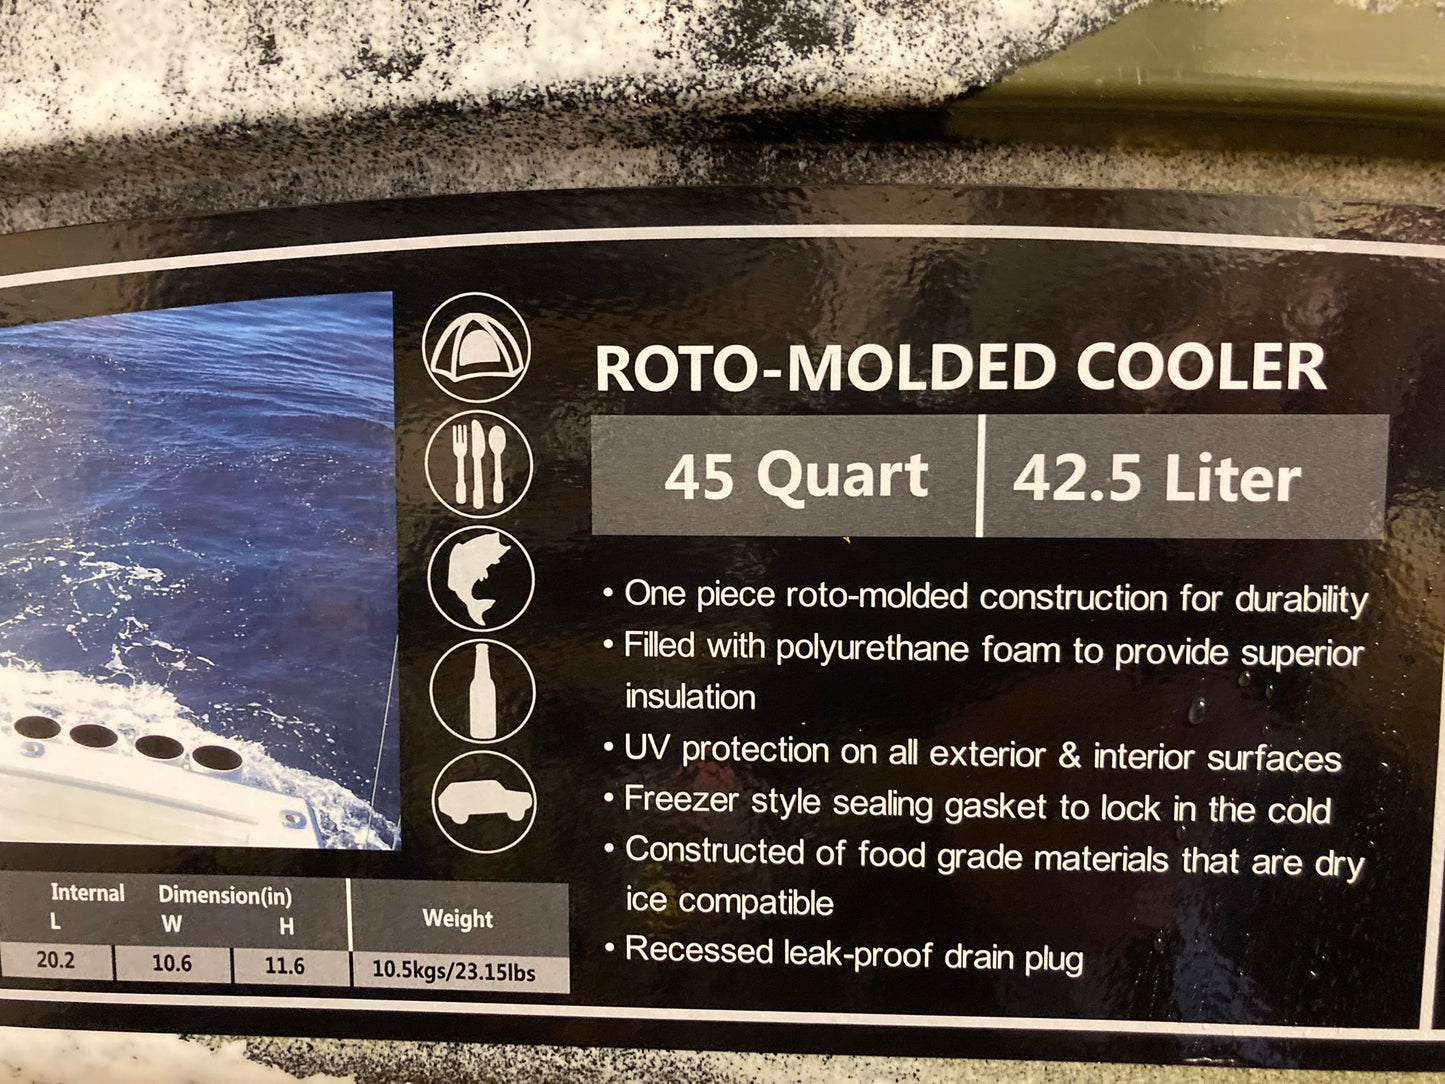 ROTO-MOLDED COOLER
45 Quart 42.5 Liter
• One piece roto-molded construction for durability
• Filled with polyurethane foam to provide superior
insulation
• UV protection on all exterior & interior surfaces
• Freezer style sealing gasket to lock in the cold
• Constructed of food grade materials that are dry
ice compatible
• Recessed leak-proof drain plug
Internal Dimension(in)
L W H Weight
20.2 10.6 11.6 10.5kgs/23.15lbs